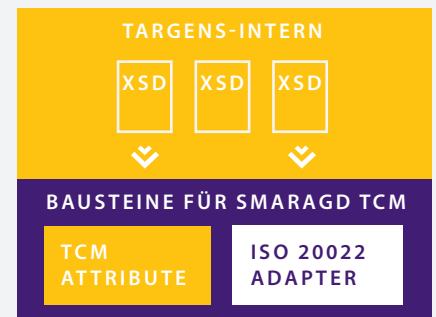 TARGENS-INTERN
XSD XSD XSD
BAUSTEINE FÜR SMARAGD TCM
TCM
ATTRIBUTE
ISO 20022
ADAPTER